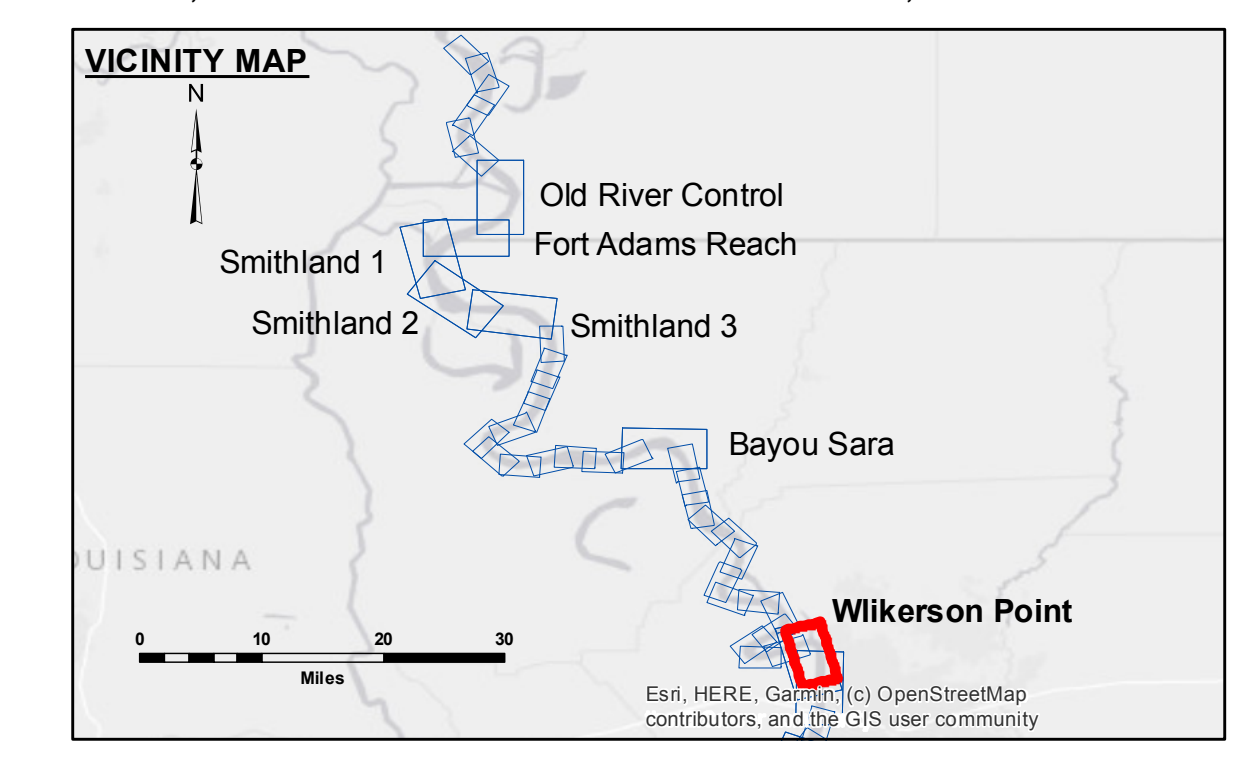 VICINITY MAP
N
Old River Control
Fort Adams Reach
Smithland 1
Smithland 2
Smithland 3
Bayou Sara
OUISIANA
Wlikerson Point
0 10 20 30
Miles
Esri, HERE, Garmin, (c) OpenStreetMap
contributors, and the GIS user community